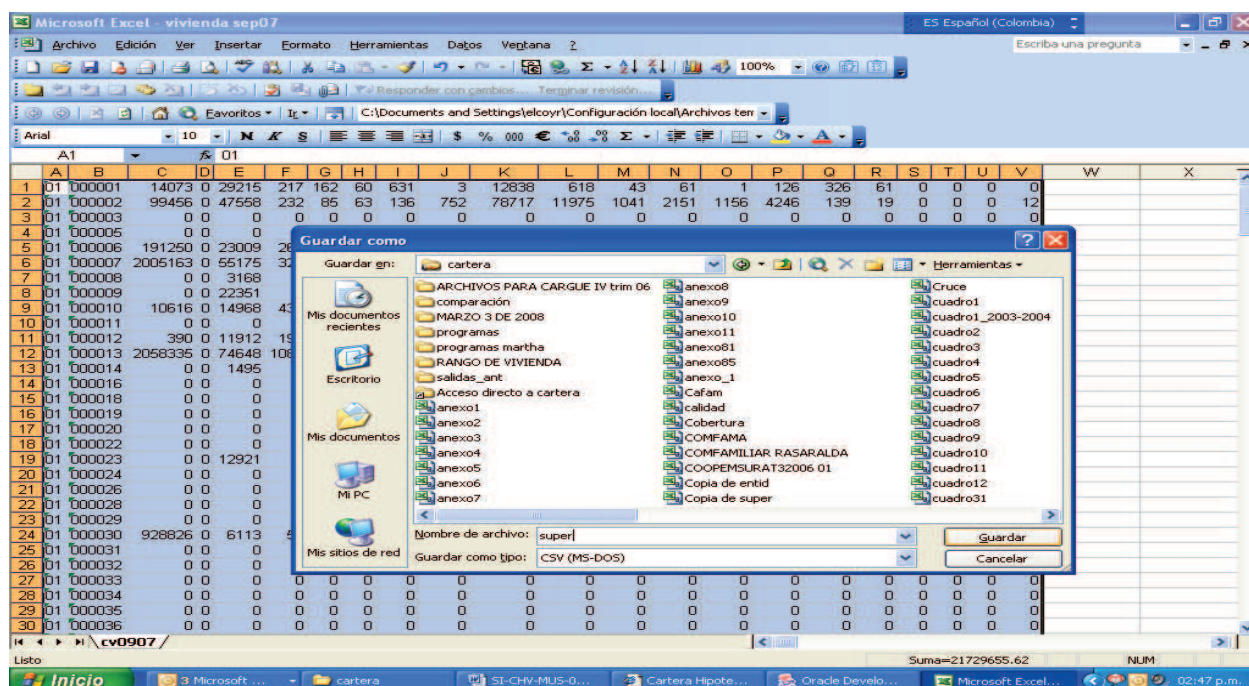 Microsoft Excel - vivienda sep07
ES Español (Colombia)
Archivo Edición Ver Insertar Formato Herramientas Datos Ventana ?
Escriba una pregunta
100%
Responder con cambios... Terminar revisión...
Favoritos
C:\Documents and Settings\elcoyr\Configuración local\Archivos tem
Arial 10 N K S $ % 000 €
A1 fx 01
A B C D E F G H I J K L M N O P Q R S T U V W X
1 01 000001 14073 0 29215 217 162 60 631 3 12838 618 43 61 1 126 326 61 0 0 0 0
2 01 000002 99456 0 47558 232 85 63 136 752 78717 11975 1041 2151 1156 4246 139 19 0 0 0 12
3 01 000003 0 0 0 0 0 0 0 0 0 0 0 0 0 0 0 0 0 0 0 0
4 01 000005 0 0 0
5 01 000006 191250 0 23009
6 01 000007 2005163 0 55175
7 01 000008 0 0 3168
8 01 000009 0 0 22351
9 01 000010 10616 0 14968
10 01 000011 0 0 0
11 01 000012 390 0 11912
12 01 000013 2058335 0 74648 108
13 01 000014 0 0 1495
14 01 000016 0 0 0
15 01 000018 0 0 0
16 01 000019 0 0 0
17 01 000020 0 0 0
18 01 000022 0 0 0
19 01 000023 0 0 12921
20 01 000024 0 0 0
21 01 000026 0 0 0
22 01 000028 0 0 0
23 01 000029 0 0 0
24 01 000030 928826 0 6113
25 01 000031 0 0 0
26 01 000032 0 0 0
27 01 000033 0 0 0 0 0 0 0 0 0 0 0 0 0 0 0 0 0 0 0 0
28 01 000034 0 0 0 0 0 0 0 0 0 0 0 0 0 0 0 0 0 0 0 0
29 01 000035 0 0 0 0 0 0 0 0 0 0 0 0 0 0 0 0 0 0 0 0
30 01 000036 0 0 0 0 0 0 0 0 0 0 0 0 0 0 0 0 0 0 0 0
Guardar como
Guardar en: cartera
Herramientas
Mis documentos recientes
Escritorio
Mis documentos
Mi PC
Mis sitios de red
ARCHIVOS PARA CARGUE IV trim 06
comparación
MARZO 3 DE 2008
programas
programas martha
RANGO DE VIVIENDA
salidas_ant
Acceso directo a cartera
anexo1
anexo2
anexo3
anexo4
anexo5
anexo6
anexo7
anexo8
anexo9
anexo10
anexo11
anexo81
anexo85
anexo_1
Cafam
calidad
Cobertura
COMFAMA
COMFAMILIAR RASARALDA
COOPEMSURAT32006 01
Copia de entid
Copia de super
Cruce
cuadro1
cuadro1_2003-2004
cuadro2
cuadro3
cuadro4
cuadro5
cuadro6
cuadro7
cuadro8
cuadro9
cuadro10
cuadro11
cuadro12
cuadro31
Nombre de archivo: super
Guardar
Guardar como tipo: CSV (MS-DOS)
Cancelar
cv0907
Listo
Suma=21729655.62 NUM
Inicio
3 Microsoft ...
cartera
SI-CHV-MUS-0...
Cartera Hipote...
Oracle Develo...
Microsoft Excel...
02:47 p.m.